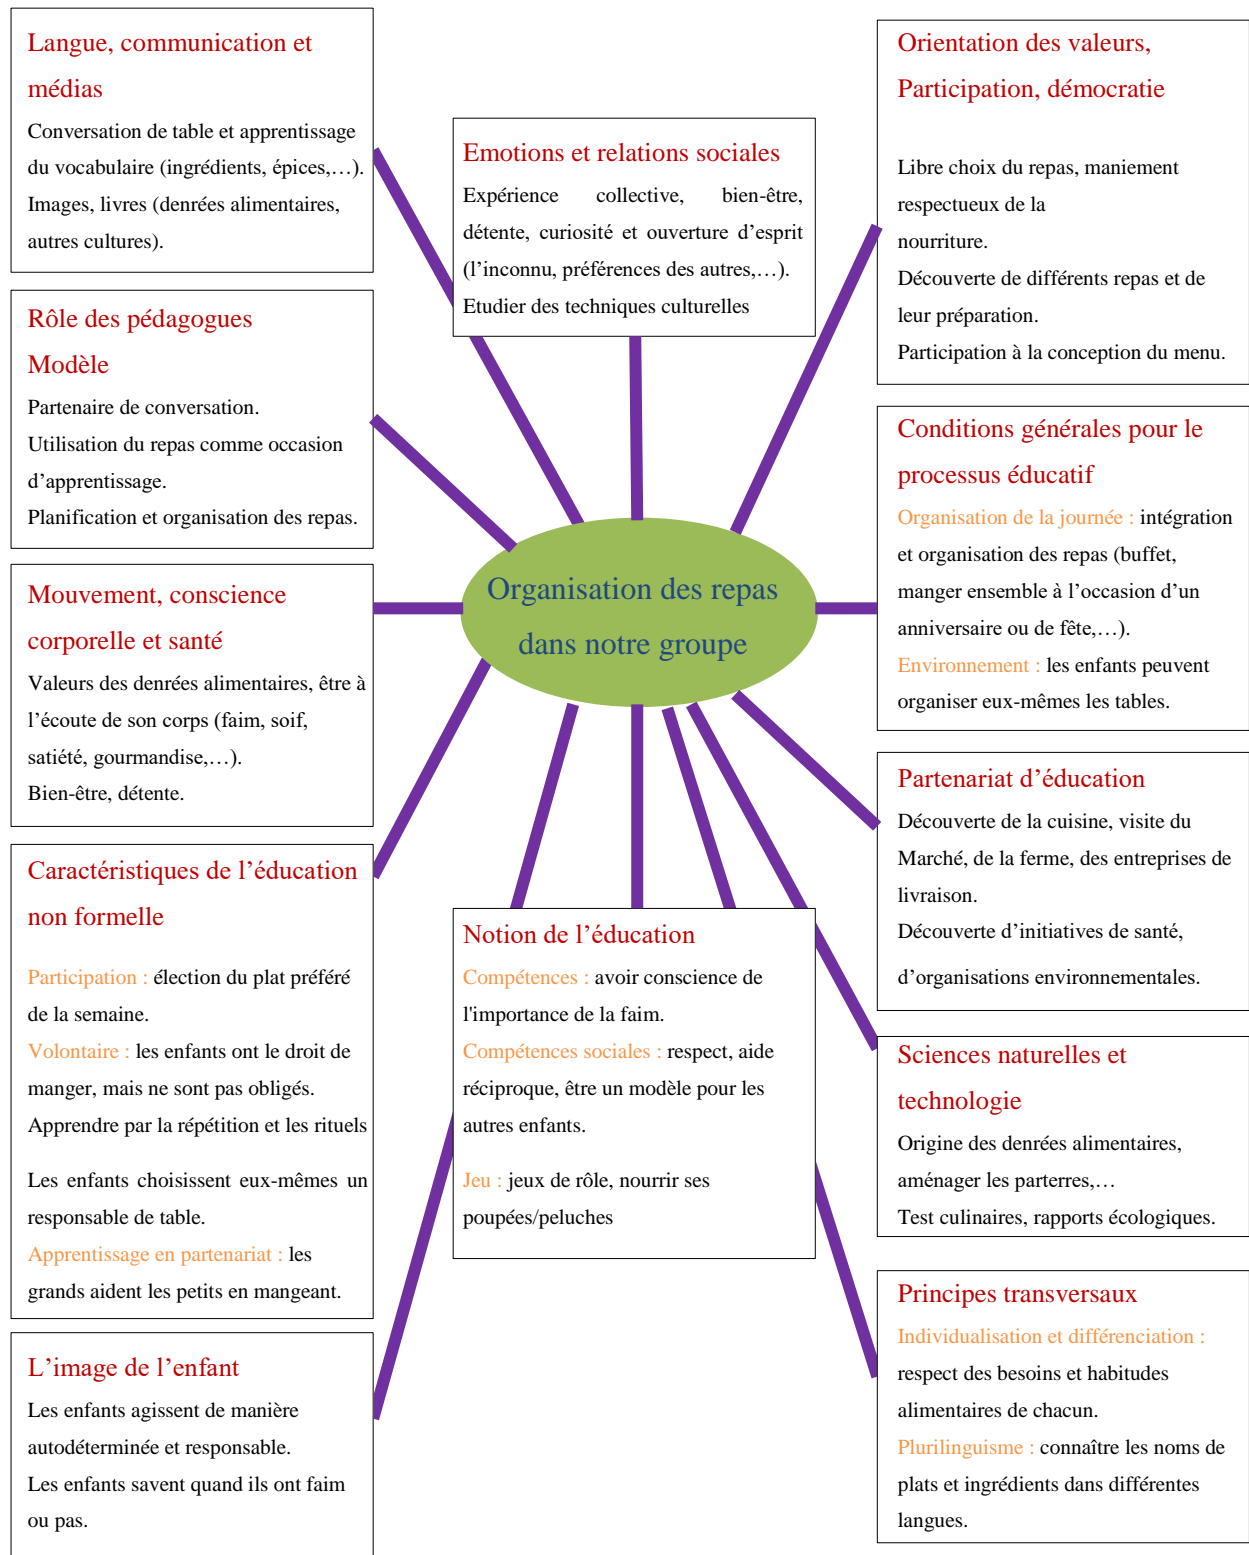 Langue, communication et
médias
Conversation de table et apprentissage
du vocabulaire (ingrédients, épices,…).
Images, livres (denrées alimentaires,
autres cultures).
Rôle des pédagogues
Modèle
Partenaire de conversation.
Utilisation du repas comme occasion
d’apprentissage.
Planification et organisation des repas.
Mouvement, conscience
corporelle et santé
Valeurs des denrées alimentaires, être à
l’écoute de son corps (faim, soif,
satiété, gourmandise,…).
Bien-être, détente.
Caractéristiques de l’éducation
non formelle
Participation : élection du plat préféré
de la semaine.
Volontaire : les enfants ont le droit de
manger, mais ne sont pas obligés.
Apprendre par la répétition et les rituels
Les enfants choisissent eux-mêmes un
responsable de table.
Apprentissage en partenariat : les
grands aident les petits en mangeant.
L’image de l’enfant
Les enfants agissent de manière
autodéterminée et responsable.
Les enfants savent quand ils ont faim
ou pas.
Emotions et relations sociales
Expérience collective, bien-être,
détente, curiosité et ouverture d’esprit
(l’inconnu, préférences des autres,…).
Etudier des techniques culturelles
Organisation des repas
dans notre groupe
Notion de l’éducation
Compétences : avoir conscience de
l'importance de la faim.
Compétences sociales : respect, aide
réciproque, être un modèle pour les
autres enfants.
Jeu : jeux de rôle, nourrir ses
poupées/peluches
Orientation des valeurs,
Participation, démocratie
Libre choix du repas, maniement
respectueux de la
nourriture.
Découverte de différents repas et de
leur préparation.
Participation à la conception du menu.
Conditions générales pour le
processus éducatif
Organisation de la journée : intégration
et organisation des repas (buffet,
manger ensemble à l’occasion d’un
anniversaire ou de fête,…).
Environnement : les enfants peuvent
organiser eux-mêmes les tables.
Partenariat d’éducation
Découverte de la cuisine, visite du
Marché, de la ferme, des entreprises de
livraison.
Découverte d’initiatives de santé,
d’organisations environnementales.
Sciences naturelles et
technologie
Origine des denrées alimentaires,
aménager les parterres,…
Test culinaires, rapports écologiques.
Principes transversaux
Individualisation et différenciation :
respect des besoins et habitudes
alimentaires de chacun.
Plurilinguisme : connaître les noms de
plats et ingrédients dans différentes
langues.